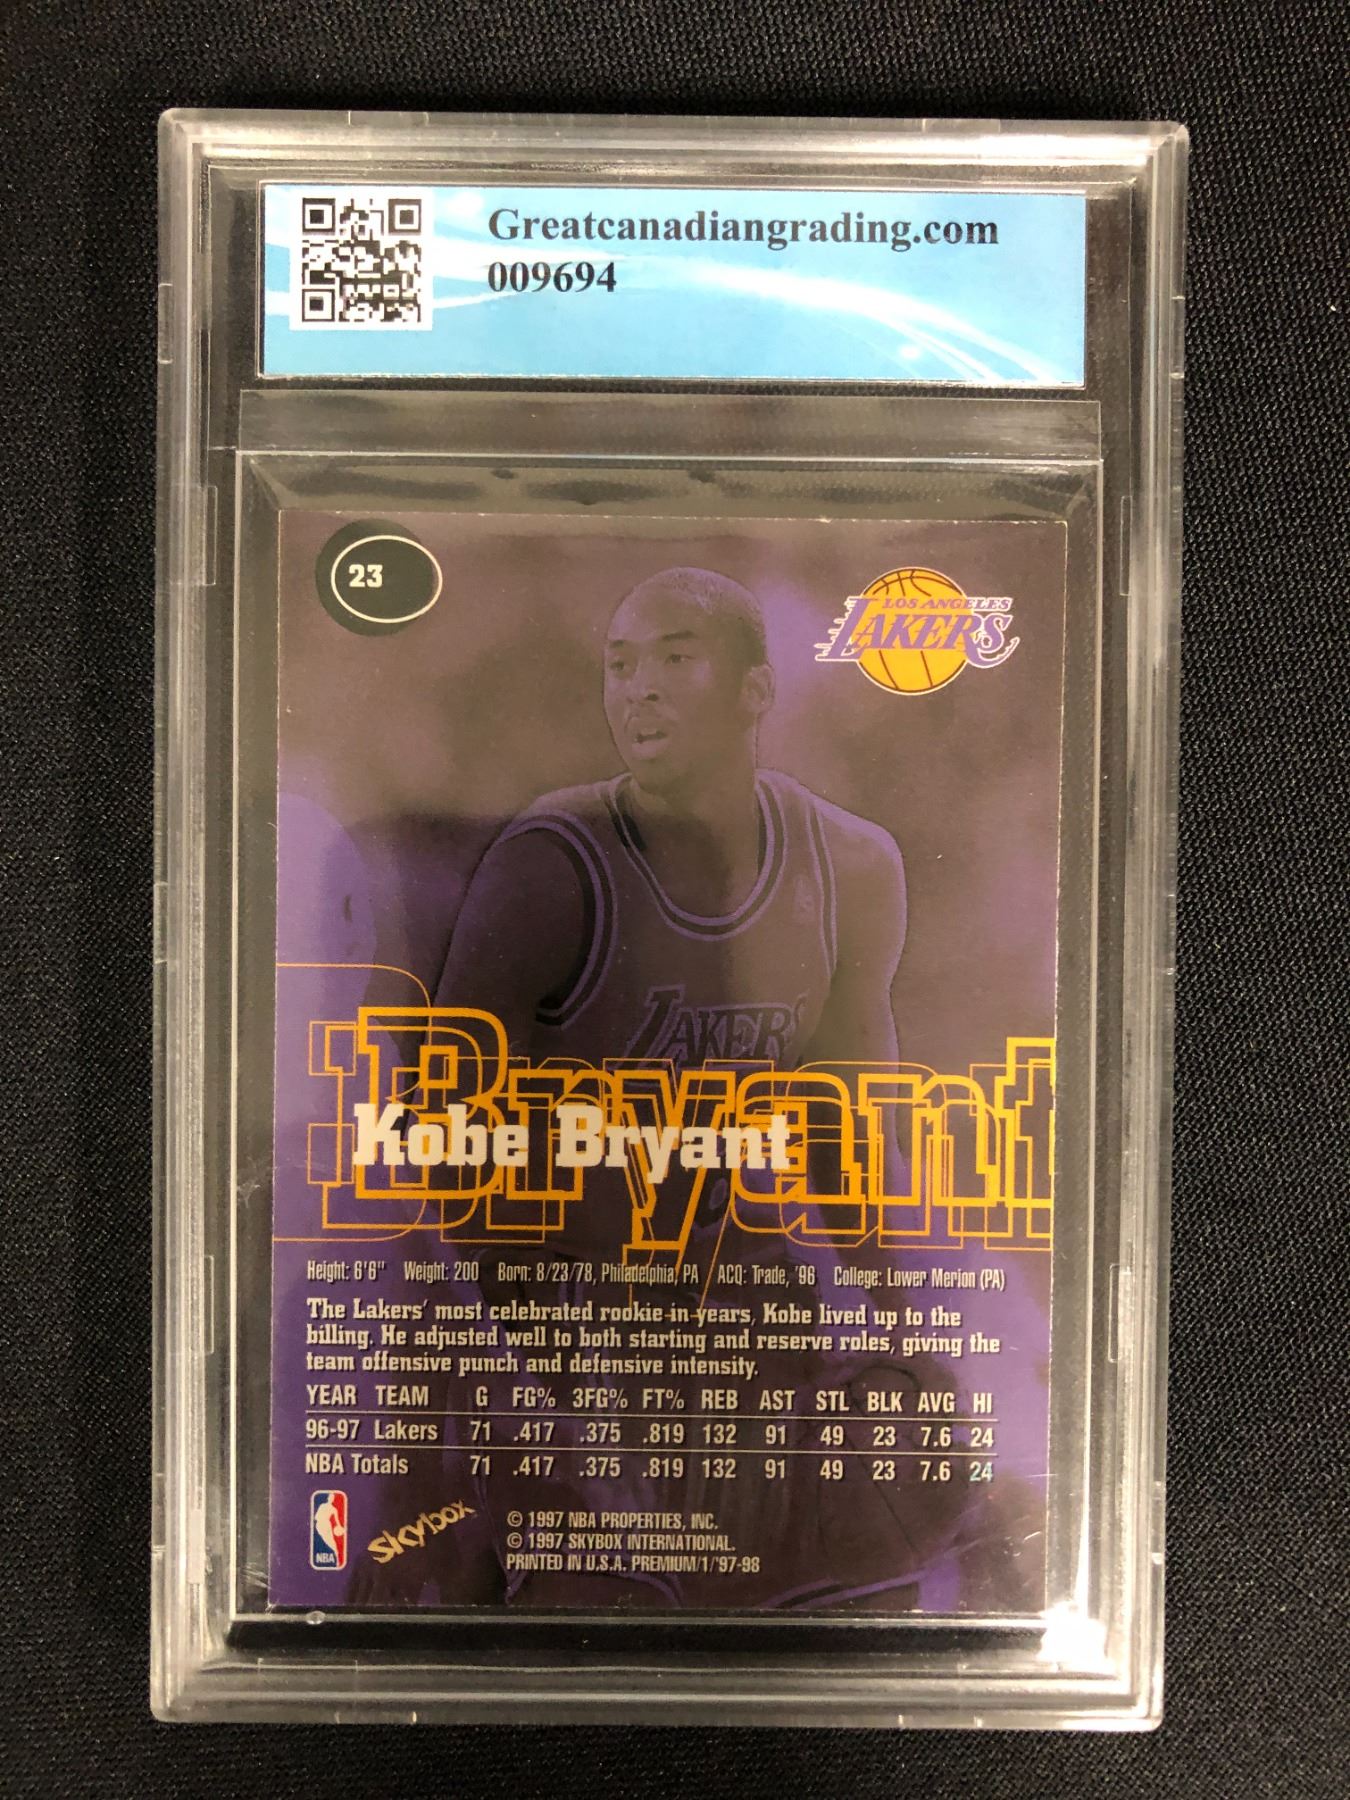 Greatcanadiangrading.com
009694
23
LOS ANGELES
LAKERS
LAKERS
Bryant
Kobe Bryant
Height: 6'6" Weight: 200 Born: 8/23/78, Philadelphia, PA ACQ: Trade, '96 College: Lower Merion (PA)
The Lakers' most celebrated rookie in years, Kobe lived up to the
billing. He adjusted well to both starting and reserve roles, giving the
team offensive punch and defensive intensity.
YEAR TEAM G FG% 3FG% FT% REB AST STL BLK AVG HI
96-97 Lakers 71 .417 .375 .819 132 91 49 23 7.6 24
NBA Totals 71 .417 .375 .819 132 91 49 23 7.6 24
NBA
SkyBox
© 1997 NBA PROPERTIES, INC.
© 1997 SKYBOX INTERNATIONAL.
PRINTED IN U.S.A. PREMIUM/1/'97-98